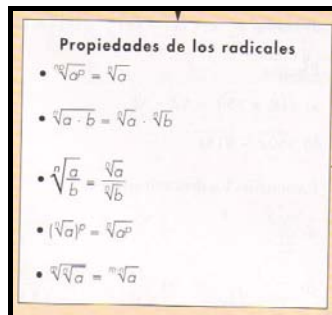 Propiedades de los radicales
• ⁿᵖ√aᵖ = ⁿ√a
• ⁿ√a · b = ⁿ√a · ⁿ√b
• ⁿ√a/b = ⁿ√a/ⁿ√b
• (ⁿ√a)ᵖ = ⁿ√aᵖ
• ᵐ√ⁿ√a = ᵐⁿ√a